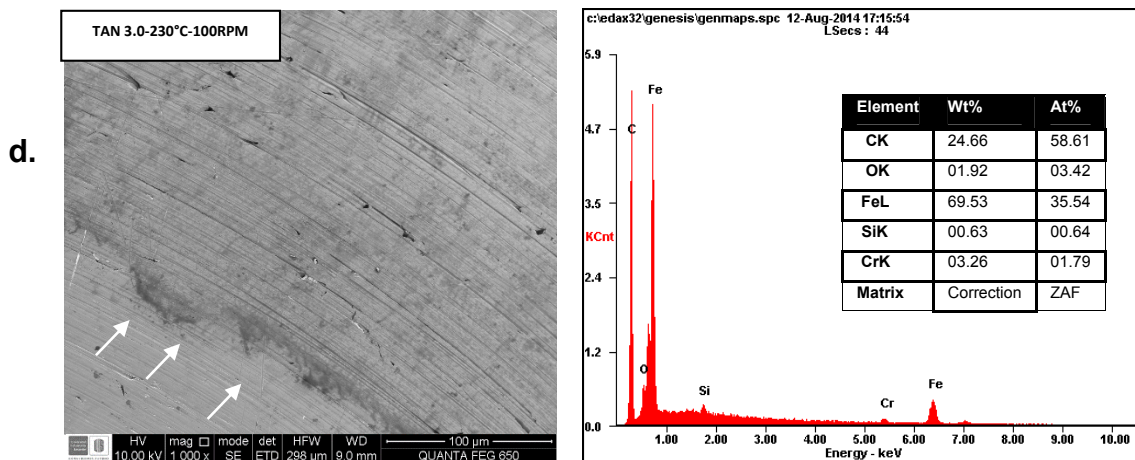 d.
TAN 3.0-230°C-100RPM
HV mag □ mode det HFW WD 100 µm
10.00 kV 1 000 x SE ETD 298 µm 9.0 mm QUANTA FEG 650
c:\edax32\genesis\genmaps.spc 12-Aug-2014 17:15:54
LSecs : 44
5.9
4.7
3.5
KCnt
2.4
1.2
0.0
C
O
Fe
Si
Cr
Fe
1.00 2.00 3.00 4.00 5.00 6.00 7.00 8.00 9.00 10.00
Energy - keV
Element Wt% At%
CK 24.66 58.61
OK 01.92 03.42
FeL 69.53 35.54
SiK 00.63 00.64
CrK 03.26 01.79
Matrix Correction ZAF